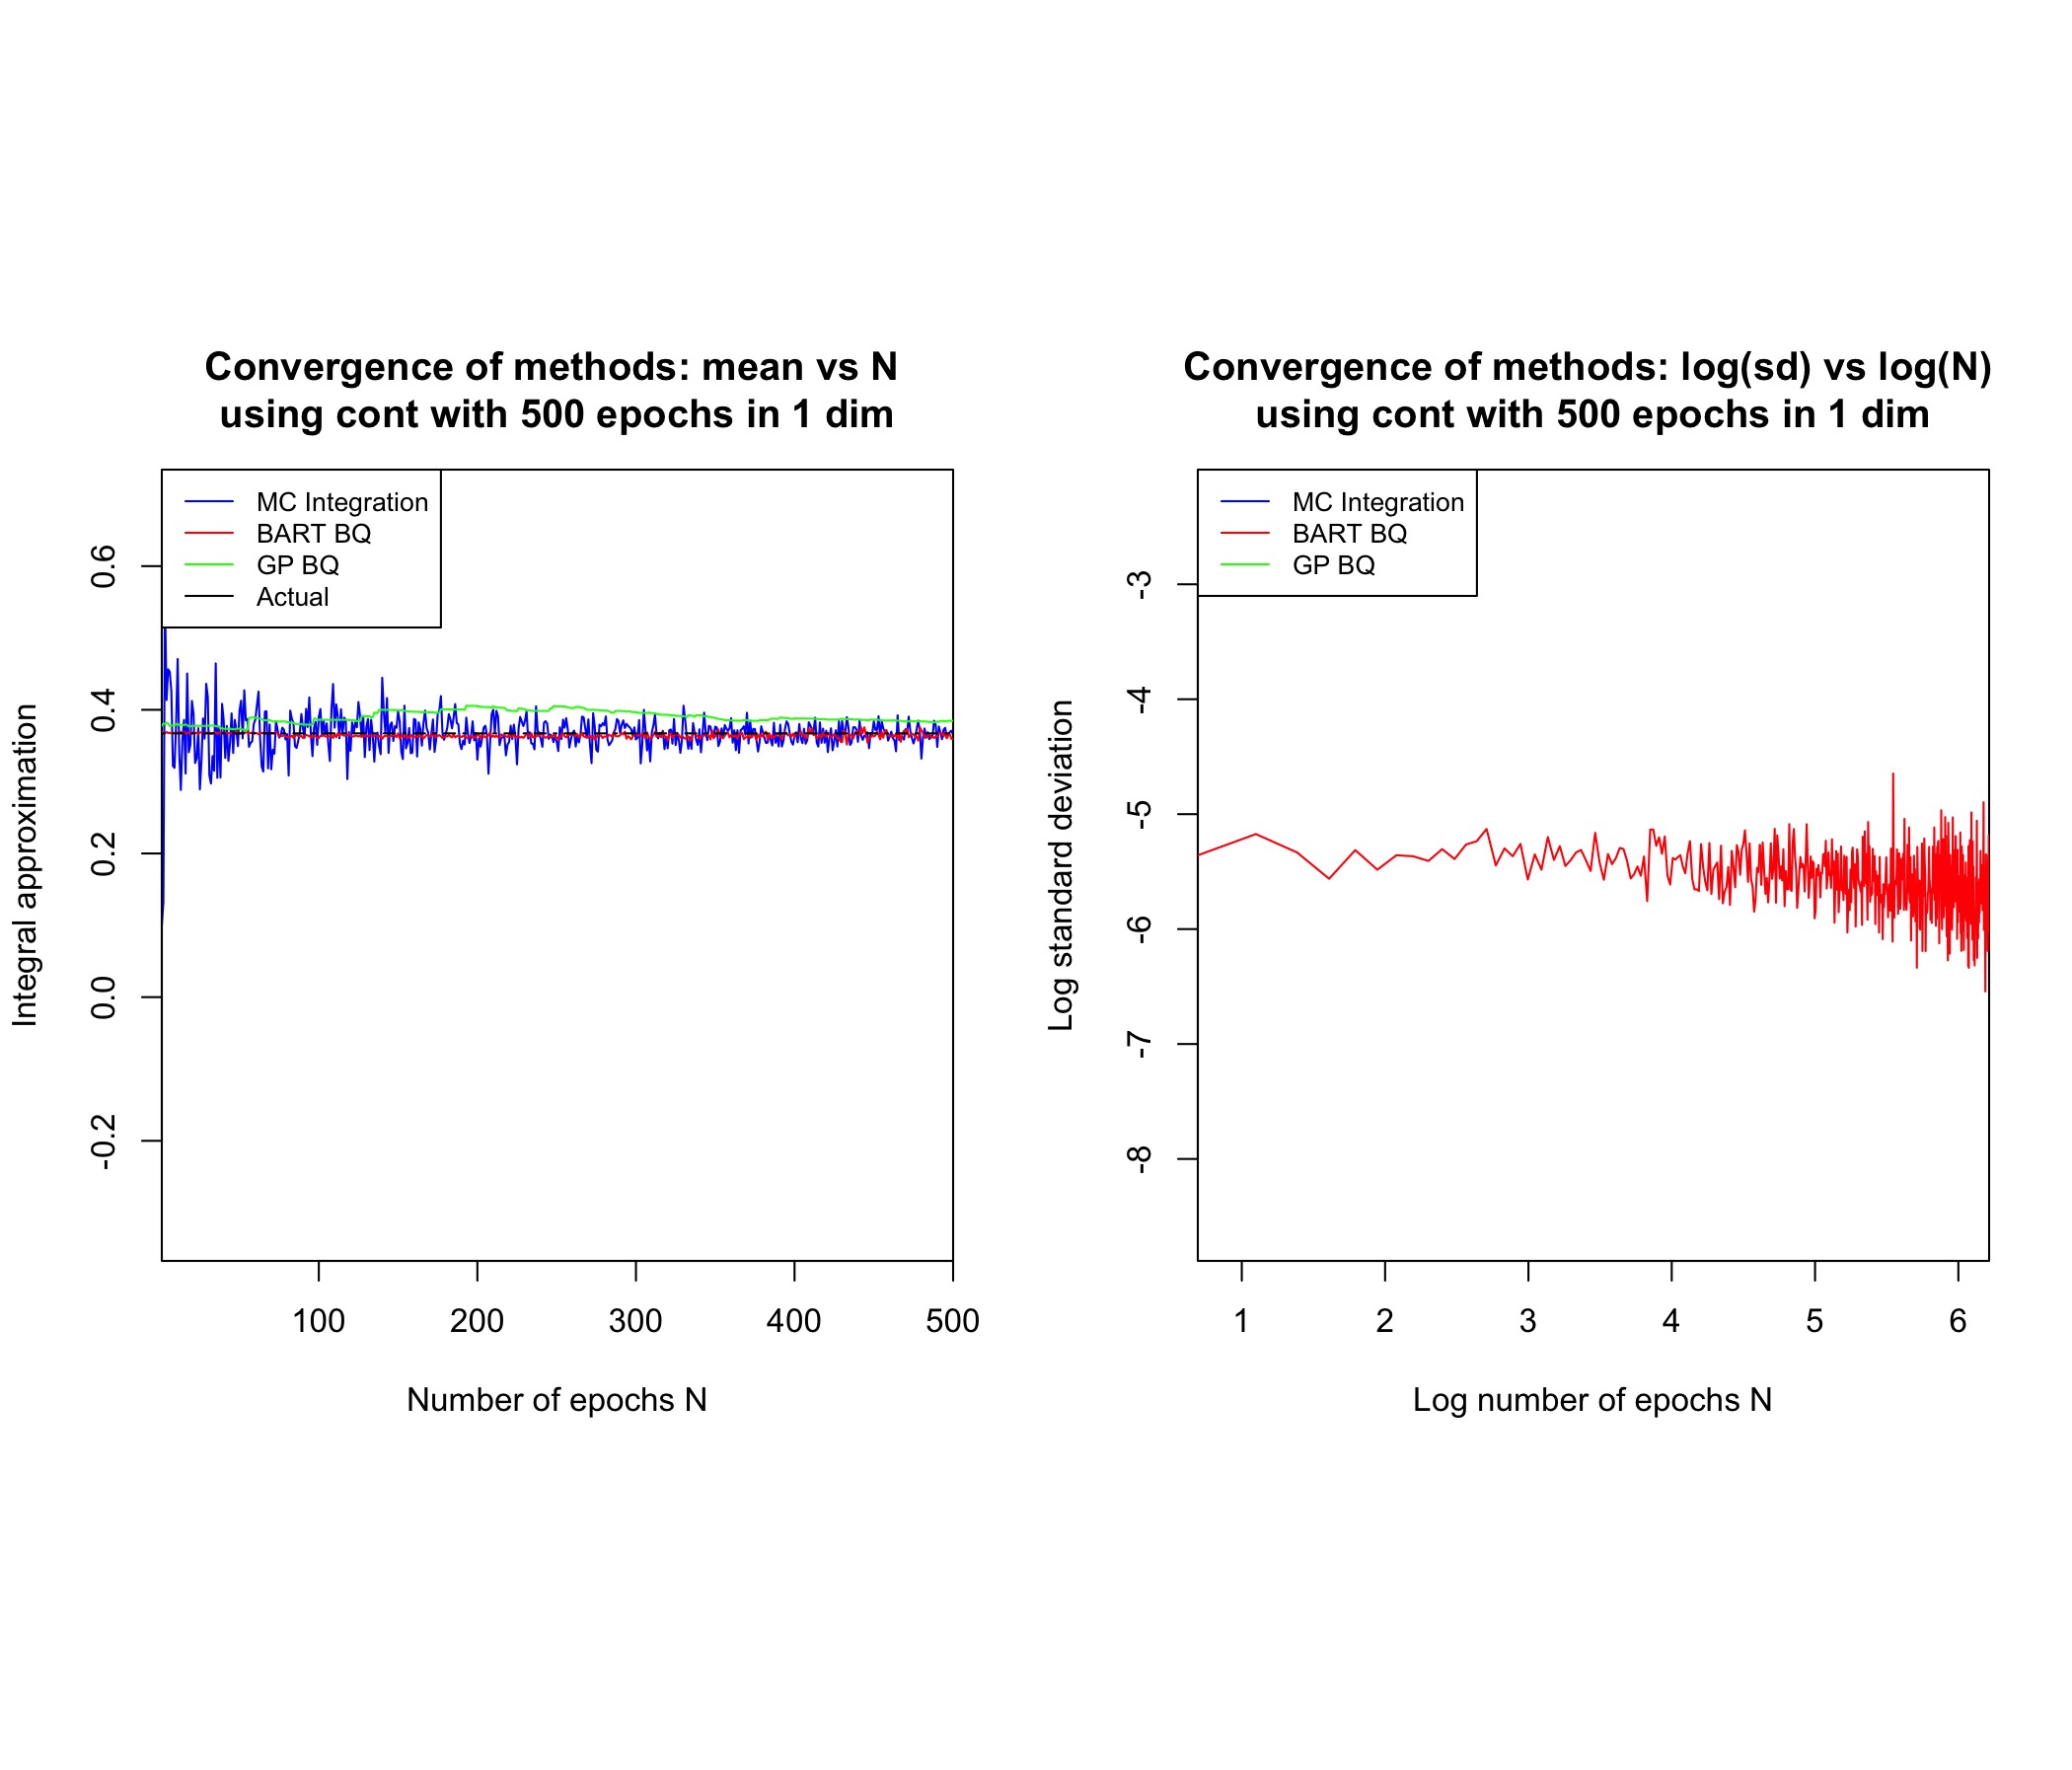 Convergence of methods: mean vs N
using cont with 500 epochs in 1 dim
MC Integration
BART BQ
GP BQ
Actual
Integral approximation
0.6
0.4
0.2
0.0
-0.2
100 200 300 400 500
Number of epochs N
Convergence of methods: log(sd) vs log(N)
using cont with 500 epochs in 1 dim
MC Integration
BART BQ
GP BQ
Log standard deviation
-3
-4
-5
-6
-7
-8
1 2 3 4 5 6
Log number of epochs N